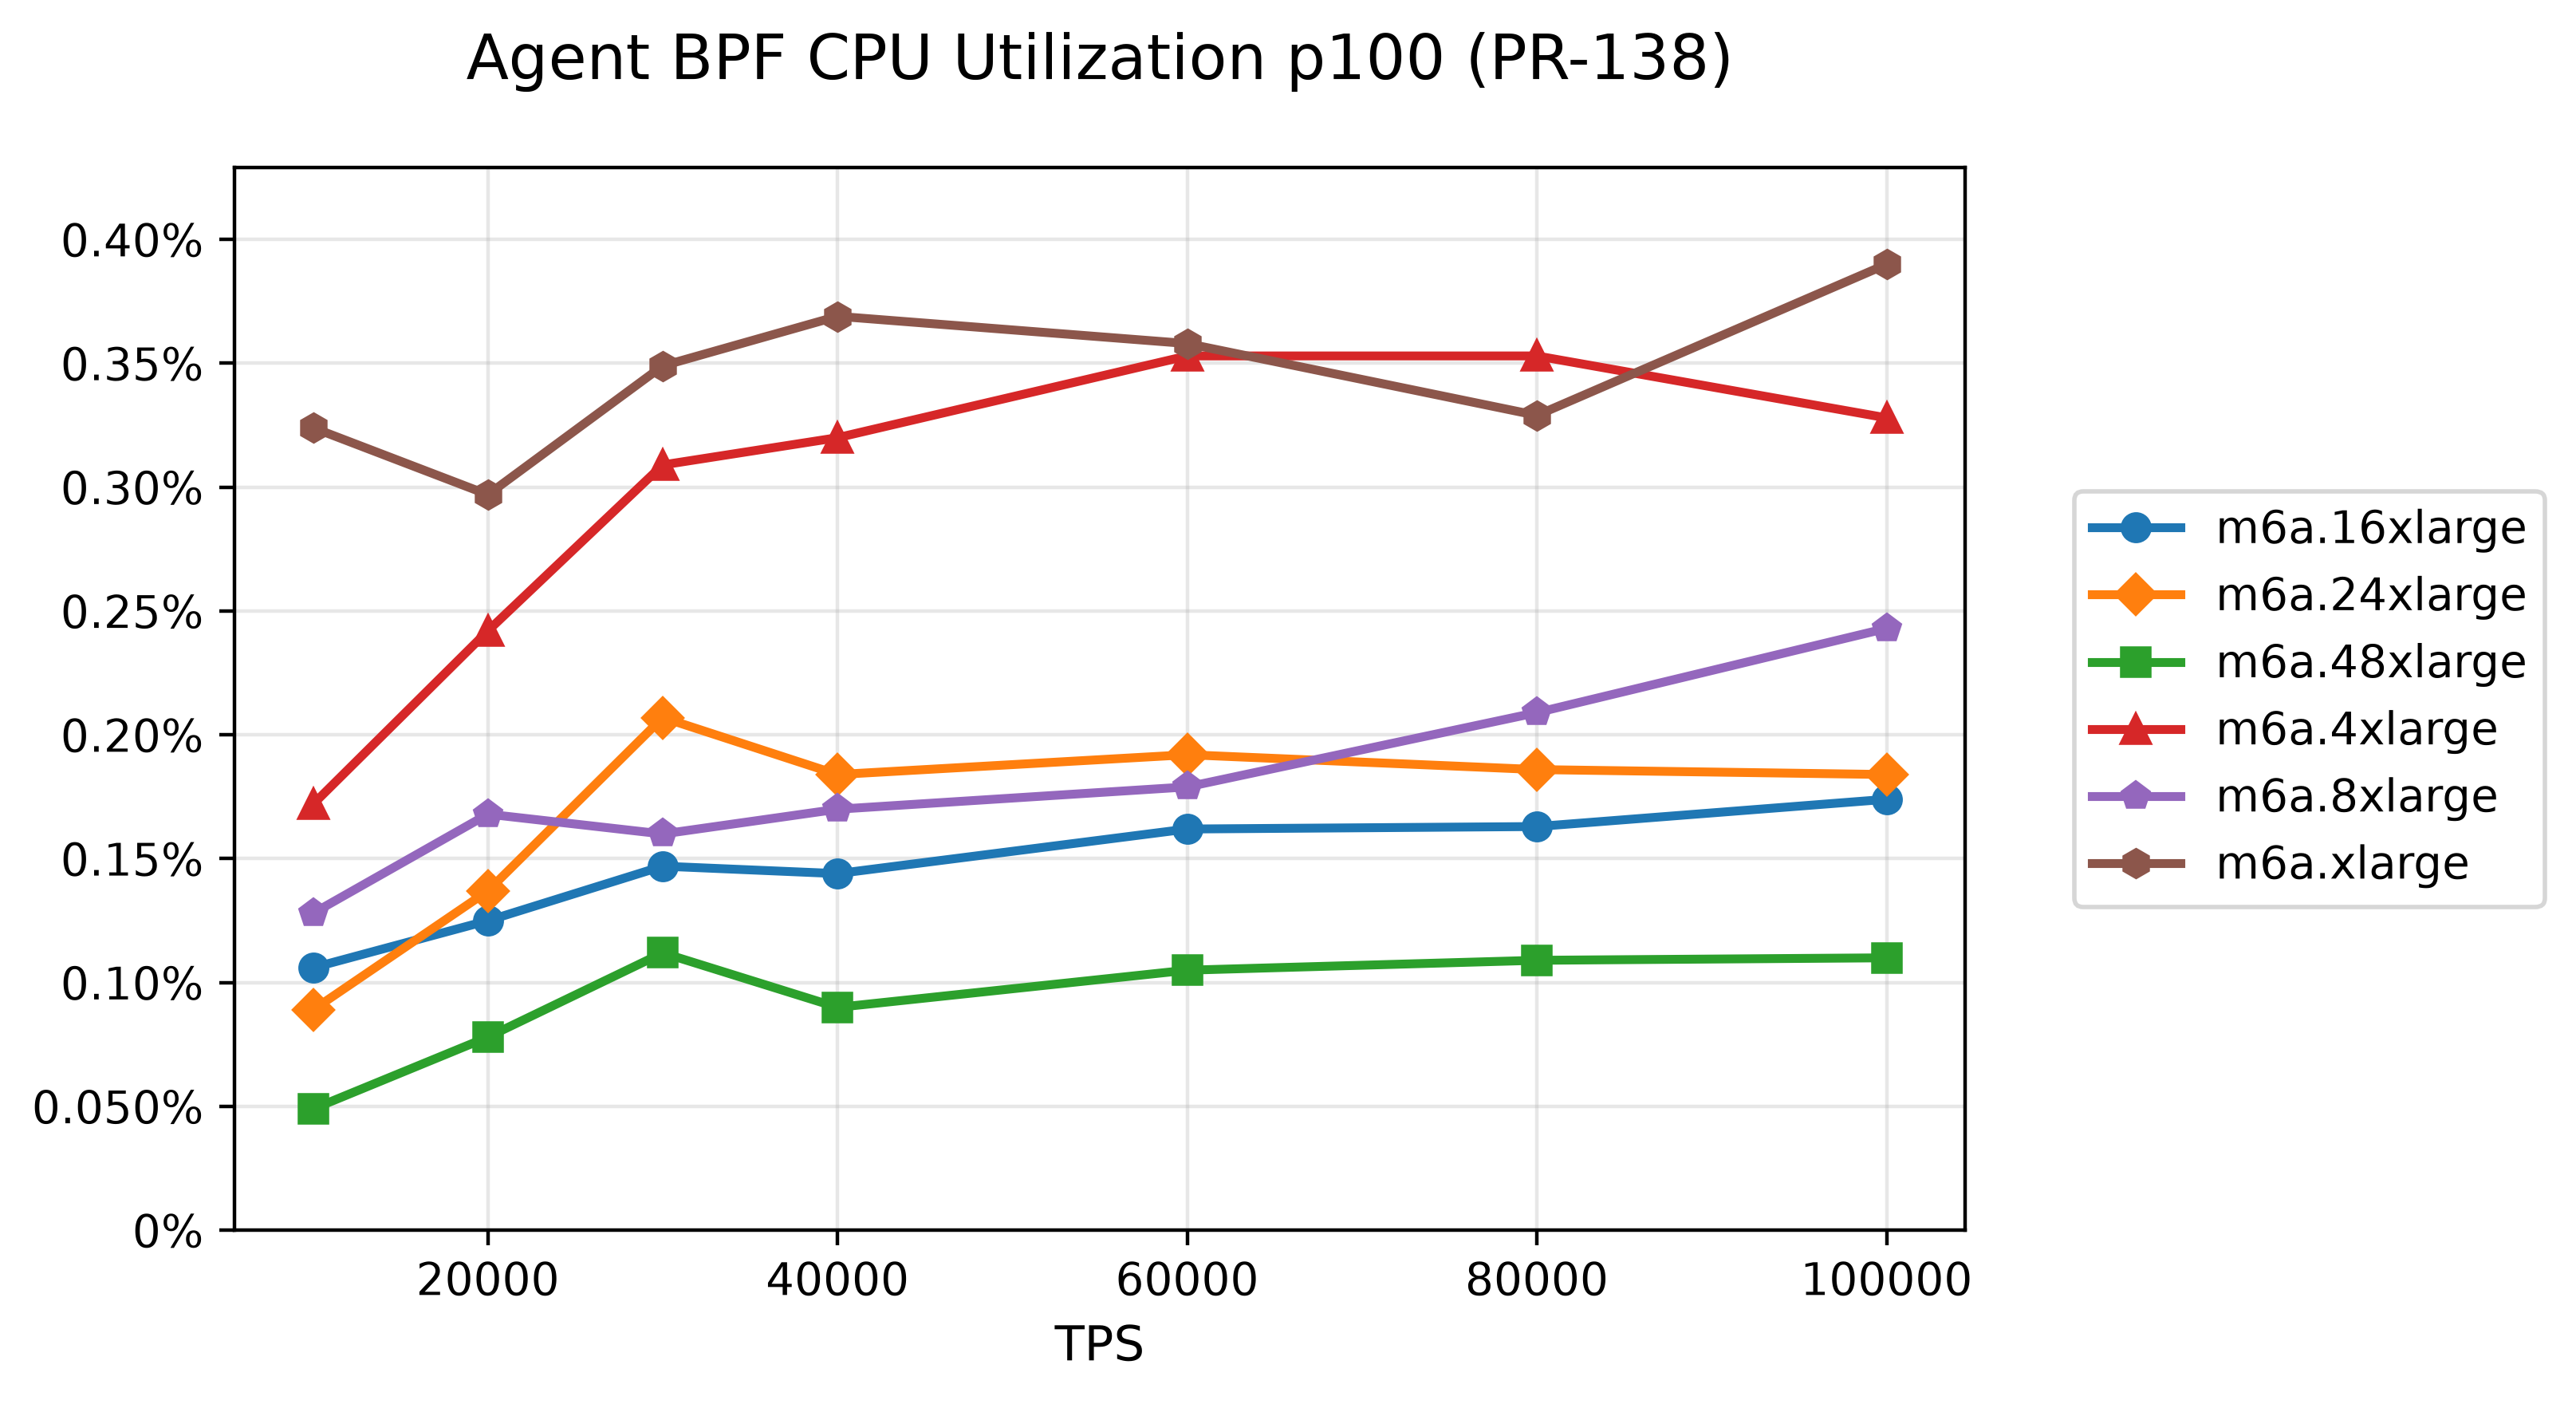 Agent BPF CPU Utilization p100 (PR-138)
0.40%
0.35%
0.30%
0.25%
0.20%
0.15%
0.10%
0.050%
0%
20000 40000 60000 80000 100000
TPS
m6a.16xlarge
m6a.24xlarge
m6a.48xlarge
m6a.4xlarge
m6a.8xlarge
m6a.xlarge